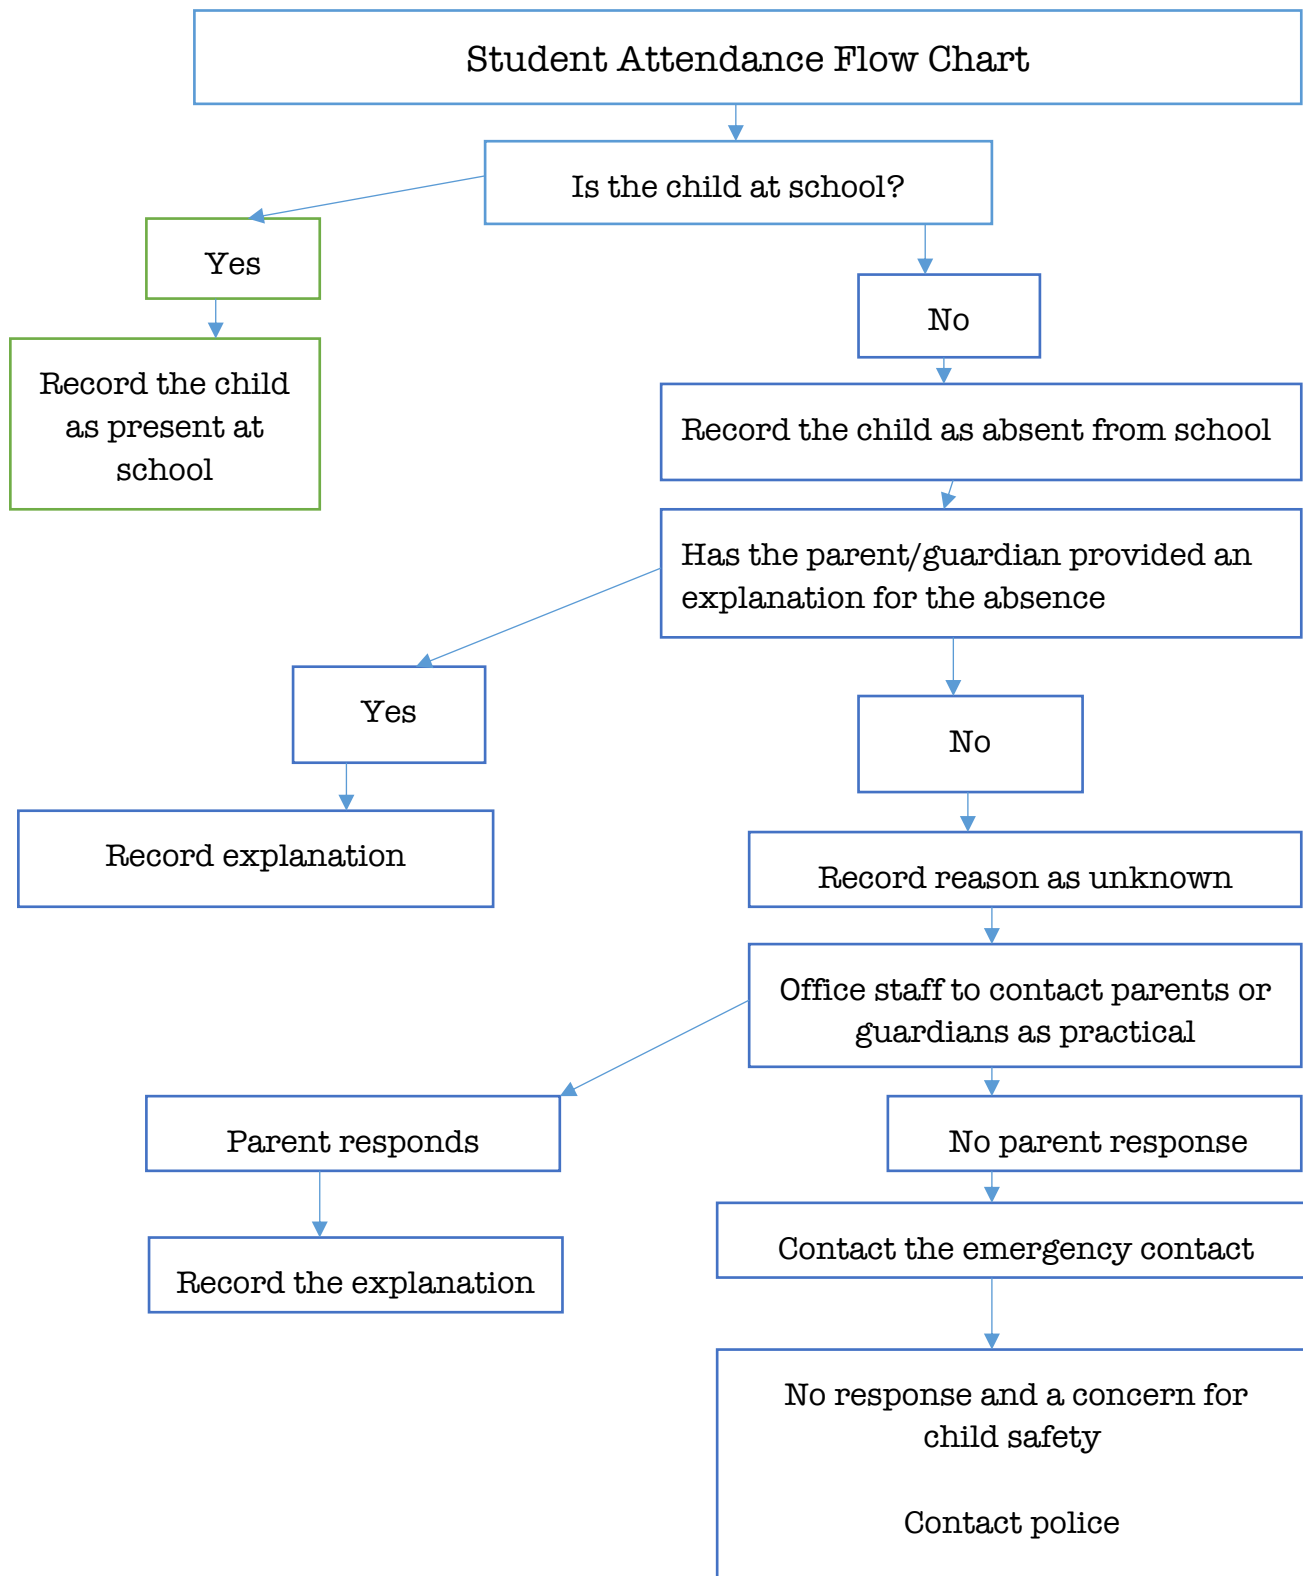 Student Attendance Flow Chart
Is the child at school?
Yes
No
Record the child
as present at
school
Record the child as absent from school
Has the parent/guardian provided an
explanation for the absence
Yes
No
Record explanation
Record reason as unknown
Office staff to contact parents or
guardians as practical
Parent responds
No parent response
Contact the emergency contact
Record the explanation
No response and a concern for
child safety
Contact police